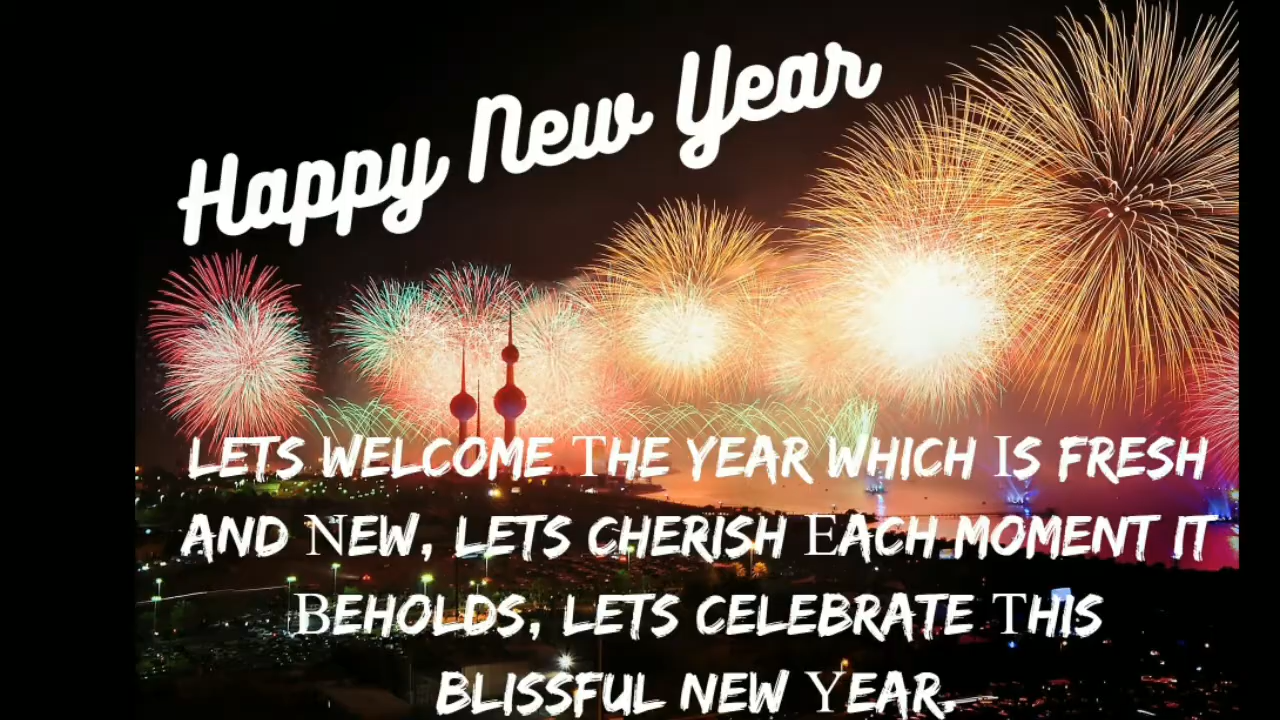 Happy New Year
LETS WELCOME THE YEAR WHICH IS FRESH
AND NEW, LETS CHERISH EACH MOMENT IT
BEHOLDS, LETS CELEBRATE THIS
BLISSFUL NEW YEAR.